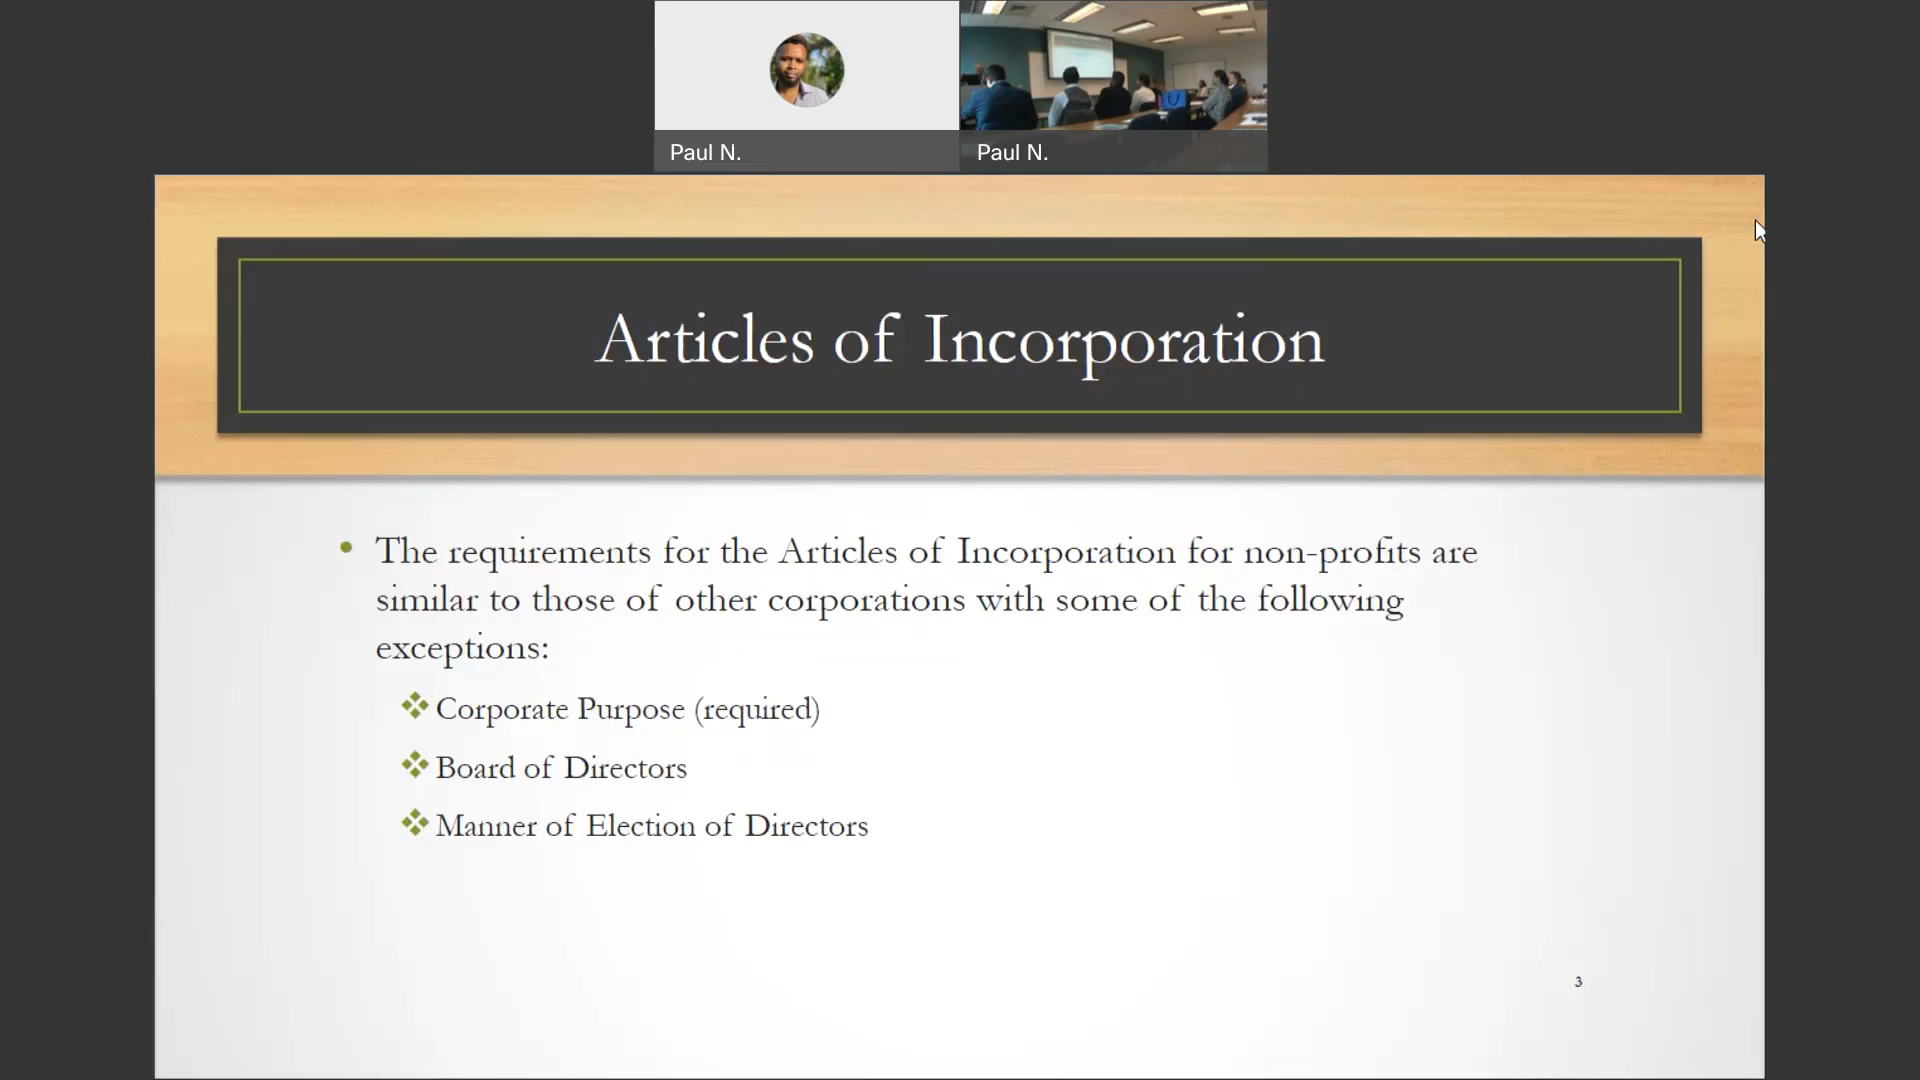 Paul N.
Paul N.
Articles of Incorporation
• The requirements for the Articles of Incorporation for non-profits are
similar to those of other corporations with some of the following
exceptions:
❖ Corporate Purpose (required)
❖ Board of Directors
❖ Manner of Election of Directors
3